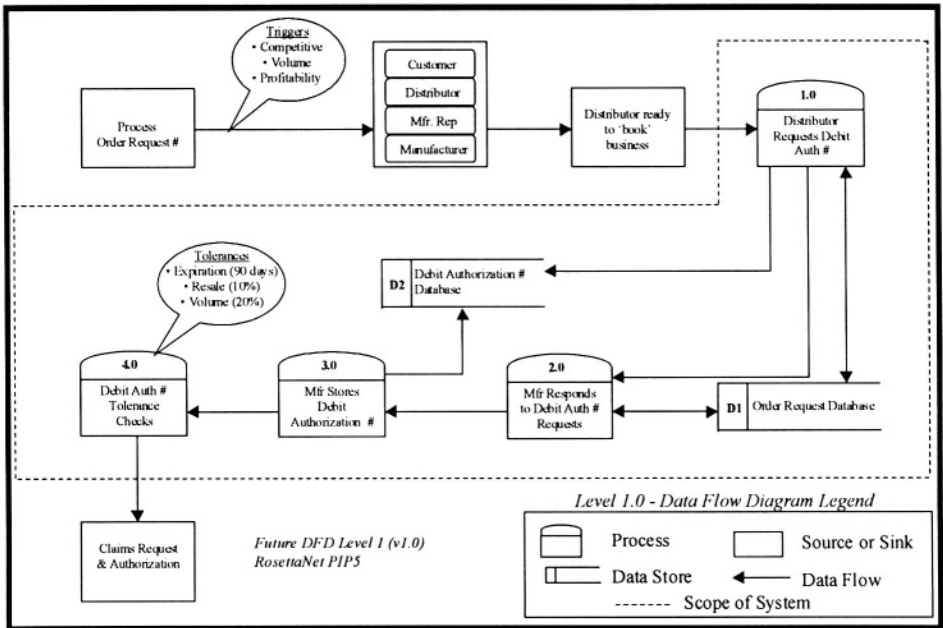 Triggers
• Competitive
• Volume
• Profitability
Process
Order Request #
Customer
Distributor
Mfr. Rep
Manufacturer
Distributor ready
to 'book'
business
1.0
Distributor
Requests Debit
Auth #
Tolerances
• Expiration (90 days)
• Resale (10%)
• Volume (20%)
D2
Debit Authorization #
Database
4.0
Debit Auth #
Tolerance
Checks
3.0
Mfr Stores
Debit
Authorization #
2.0
Mfr Responds
to Debit Auth #
Requests
D1
Order Request Database
Claims Request
& Authorization
Future DFD Level 1 (v1.0)
RosettaNet PIP5
Level 1.0 - Data Flow Diagram Legend
Process
Source or Sink
Data Store
Data Flow
Scope of System